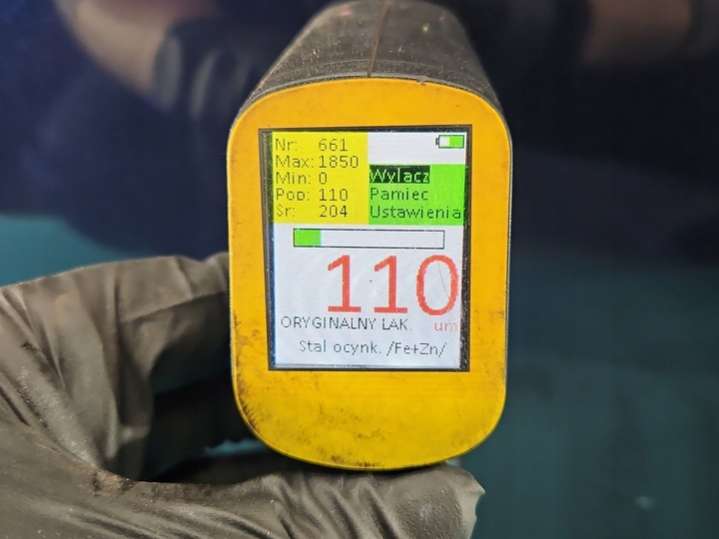 Nr: 661
Max: 1850
Min: 0
Pop: 110
Sr: 204
Wylacz
Pamiec
Ustawienia
110
ORYGINALNY LAK. um
Stal ocynk. /Fe+Zn/